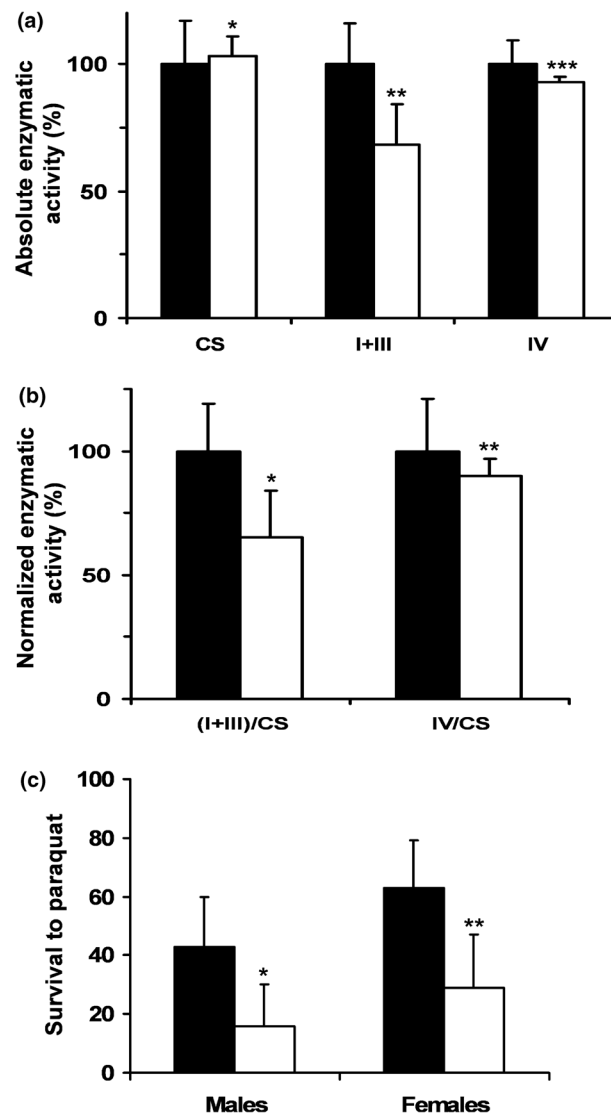 (a)
Absolute enzymatic
activity (%)
100
50
0
*
**
***
CS I+III IV
(b)
Normalized enzymatic
activity (%)
100
50
0
*
**
(I+III)/CS IV/CS
(c)
Survival to paraquat
100
80
60
40
20
0
*
**
Males Females